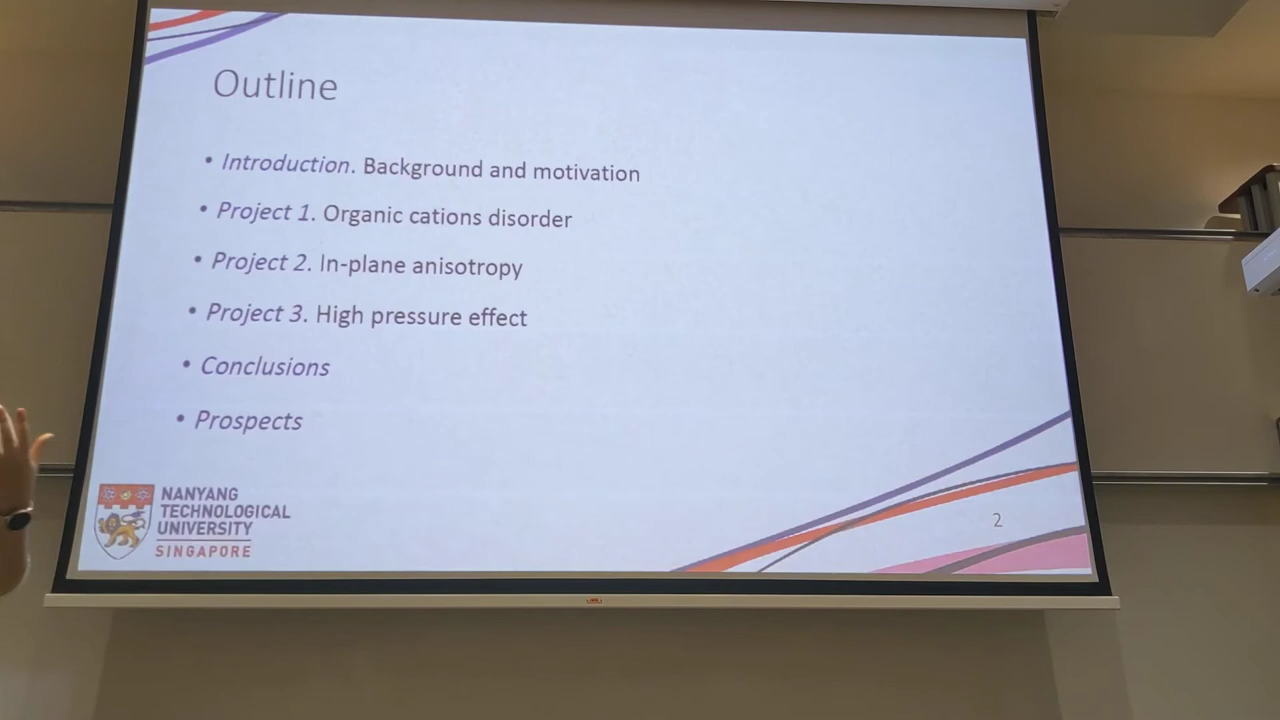 Outline
• Introduction. Background and motivation
• Project 1. Organic cations disorder
• Project 2. In-plane anisotropy
• Project 3. High pressure effect
• Conclusions
• Prospects
NANYANG
TECHNOLOGICAL
UNIVERSITY
SINGAPORE
2